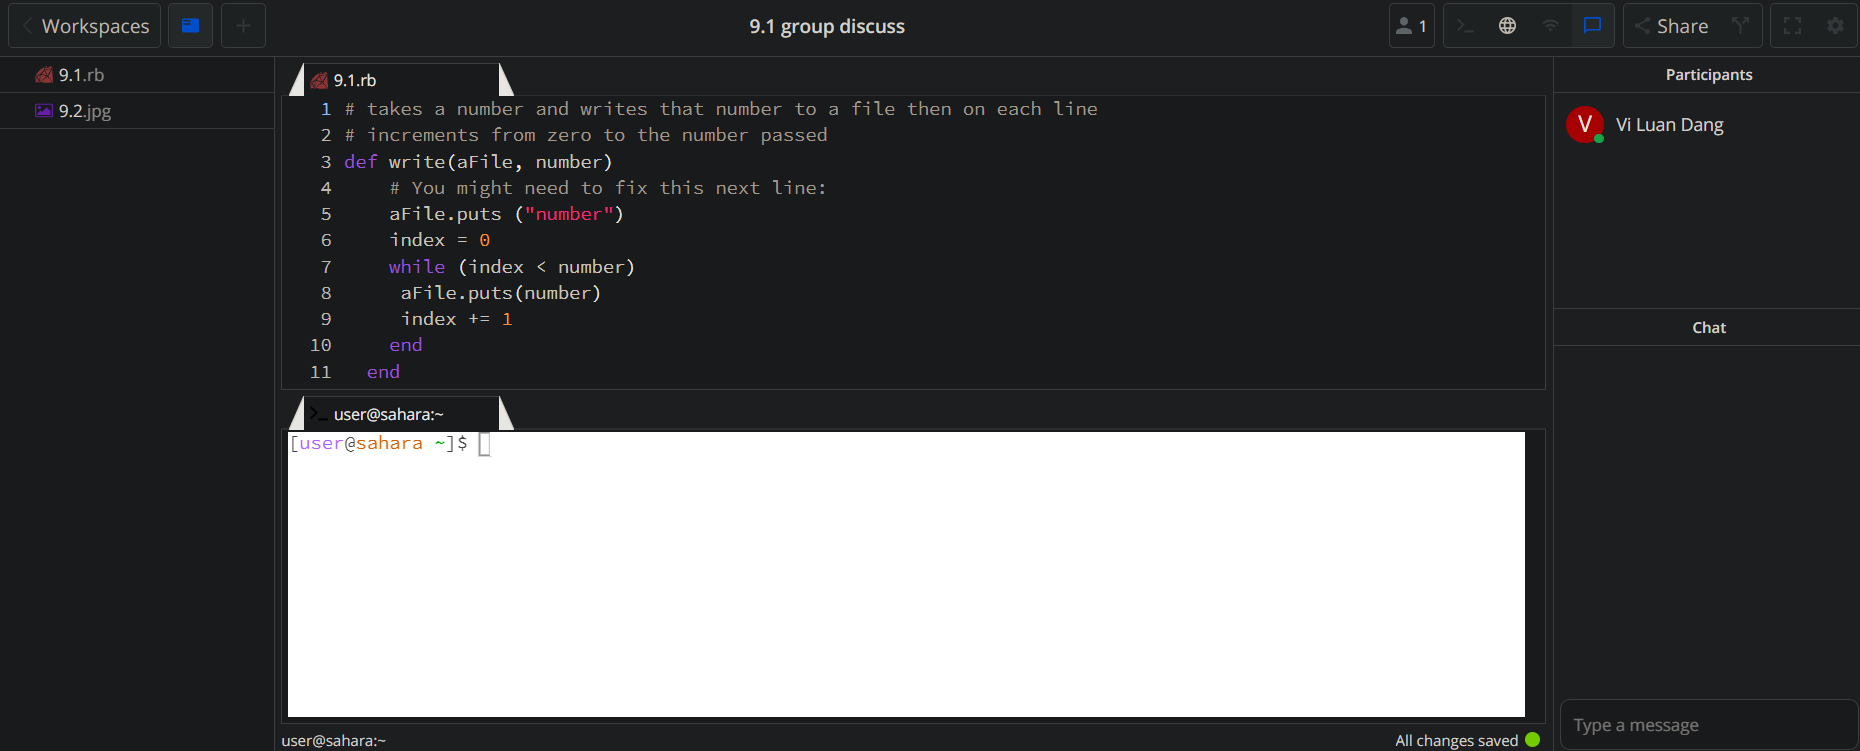 Workspaces
9.1 group discuss
1
Share
9.1.rb
9.2.jpg
9.1.rb
1 # takes a number and writes that number to a file then on each line
2 # increments from zero to the number passed
3 def write(aFile, number)
4     # You might need to fix this next line:
5     aFile.puts ("number")
6     index = 0
7     while (index < number)
8      aFile.puts(number)
9      index += 1
10     end
11   end
>_ user@sahara:~
[user@sahara ~]$
user@sahara:~
All changes saved
Participants
V
Vi Luan Dang
Chat
Type a message